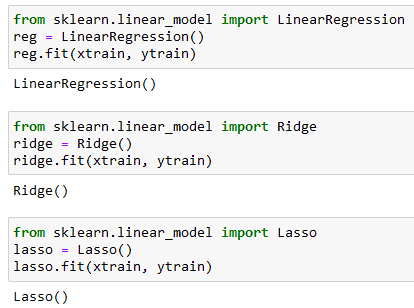 from sklearn.linear_model import LinearRegression
reg = LinearRegression()
reg.fit(xtrain, ytrain)
LinearRegression()
from sklearn.linear_model import Ridge
ridge = Ridge()
ridge.fit(xtrain, ytrain)
Ridge()
from sklearn.linear_model import Lasso
lasso = Lasso()
lasso.fit(xtrain, ytrain)
Lasso()